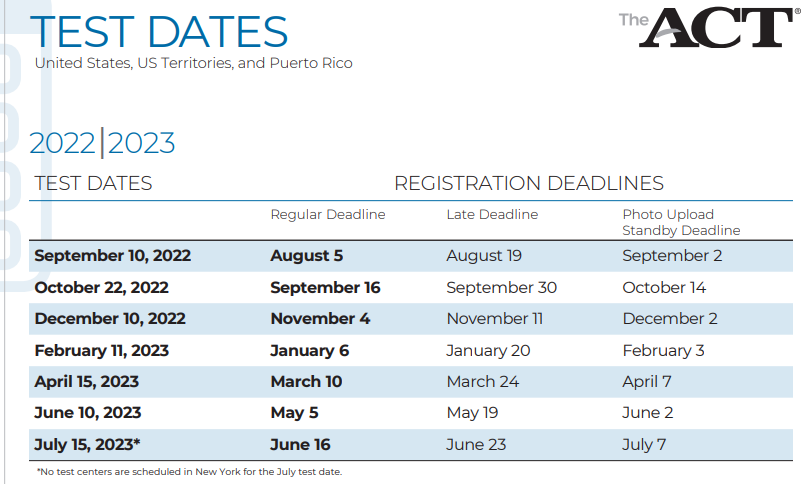 TEST DATES
The ACT®
United States, US Territories, and Puerto Rico
2022|2023
TEST DATES REGISTRATION DEADLINES
Regular Deadline Late Deadline Photo Upload
Standby Deadline
September 10, 2022 August 5 August 19 September 2
October 22, 2022 September 16 September 30 October 14
December 10, 2022 November 4 November 11 December 2
February 11, 2023 January 6 January 20 February 3
April 15, 2023 March 10 March 24 April 7
June 10, 2023 May 5 May 19 June 2
July 15, 2023* June 16 June 23 July 7
*No test centers are scheduled in New York for the July test date.